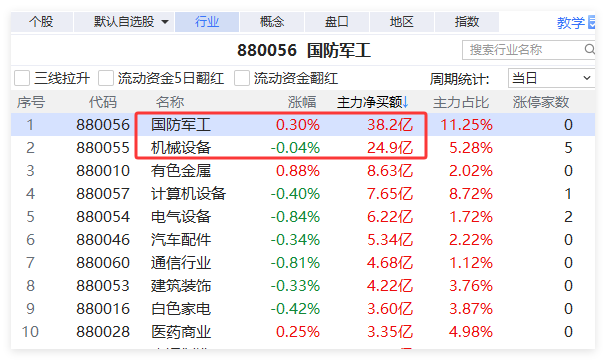 个股 默认自选股 行业 概念 盘口 地区 指数 教学
880056 国防军工 搜索行业名称
三线拉升 流动资金5日翻红 流动资金翻红 周期统计: 当日
序号 代码 名称 涨幅 主力净买额↓ 主力占比 涨停家数
1 880056 国防军工 0.30% 38.2亿 11.25% 0
2 880055 机械设备 -0.04% 24.9亿 5.28% 5
3 880010 有色金属 0.88% 8.63亿 2.02% 0
4 880057 计算机设备 -0.40% 7.65亿 8.72% 1
5 880054 电气设备 -0.84% 6.22亿 1.72% 2
6 880046 汽车配件 -0.34% 5.34亿 2.22% 0
7 880060 通信行业 -0.81% 4.68亿 1.12% 0
8 880053 建筑装饰 -0.33% 4.22亿 3.76% 0
9 880016 白色家电 -0.42% 3.60亿 3.87% 0
10 880028 医药商业 0.25% 3.35亿 4.98% 0